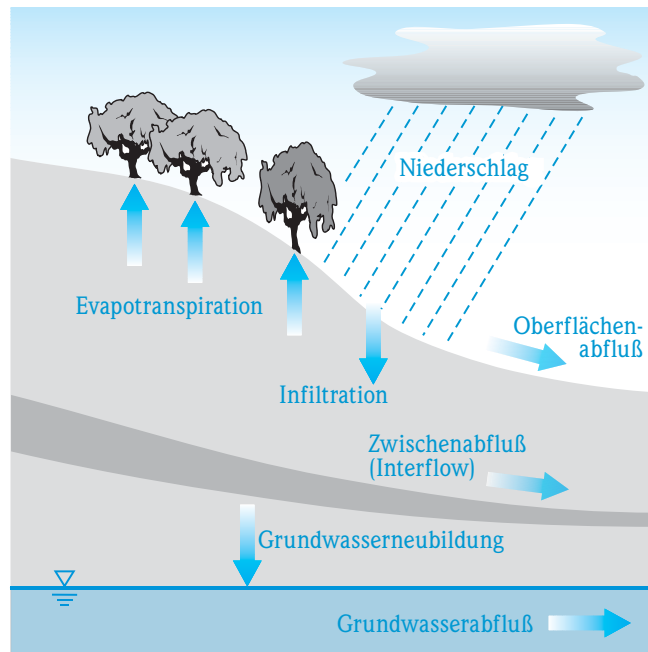 Niederschlag
Evapotranspiration
Oberflächen-
abfluß
Infiltration
Zwischenabfluß
(Interflow)
Grundwasserneubildung
Grundwasserabfluß